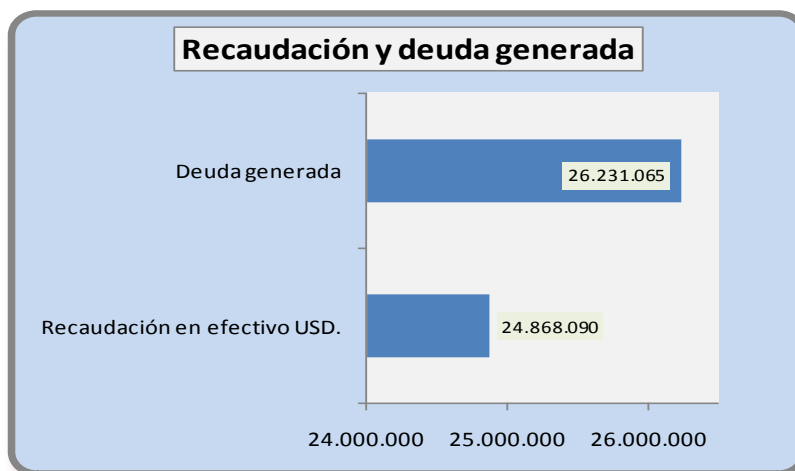 Recaudación y deuda generada
Deuda generada
26.231.065
Recaudación en efectivo USD.
24.868.090
24.000.000 25.000.000 26.000.000